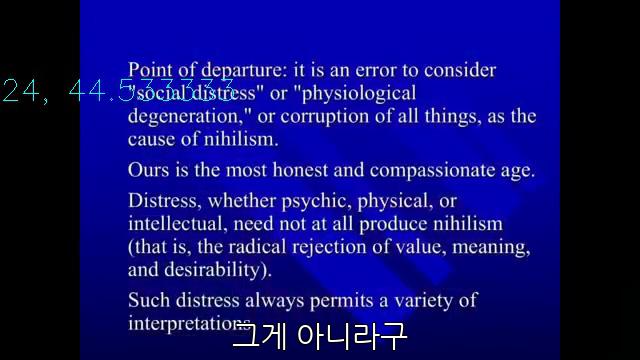 Point of departure: it is an error to consider
24, 44.533333
"social distress" or "physiological
degeneration," or corruption of all things, as the
cause of nihilism.
Ours is the most honest and compassionate age.
Distress, whether psychic, physical, or
intellectual, need not at all produce nihilism
(that is, the radical rejection of value, meaning,
and desirability).
Such distress always permits a variety of
interpretations.
그게 아니라구